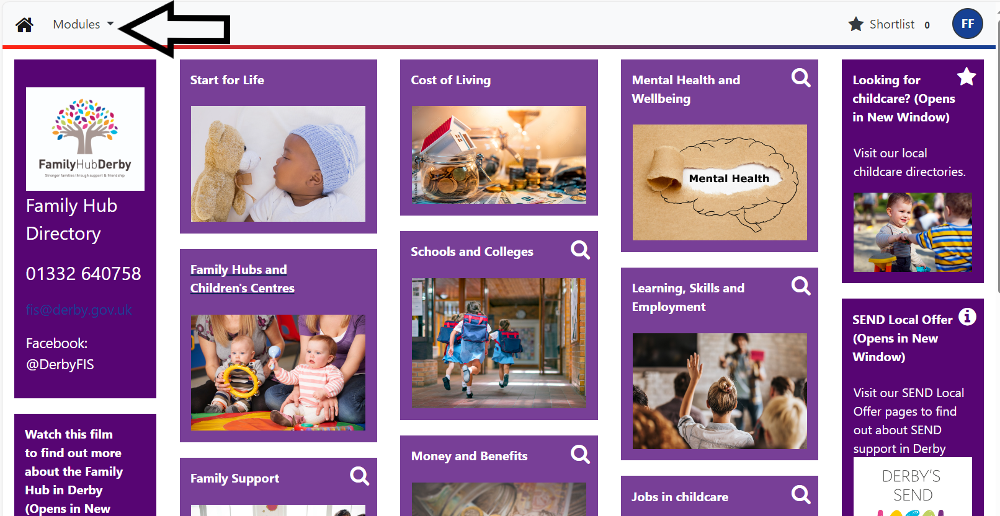 Modules
Shortlist 0
FF
FamilyHubDerby
Stronger families through support & friendship
Family Hub
Directory
01332 640758
fis@derby.gov.uk
Facebook:
@DerbyFIS
Watch this film
to find out more
about the Family
Hub in Derby
(Opens in New
Start for Life
Family Hubs and
Children's Centres
Family Support
Cost of Living
Schools and Colleges
Money and Benefits
Mental Health and
Wellbeing
Mental Health
Learning, Skills and
Employment
Jobs in childcare
Looking for
childcare? (Opens
in New Window)
Visit our local
childcare directories.
SEND Local Offer
(Opens in New
Window)
Visit our SEND Local
Offer pages to find
out about SEND
support in Derby
DERBY'S
SEND